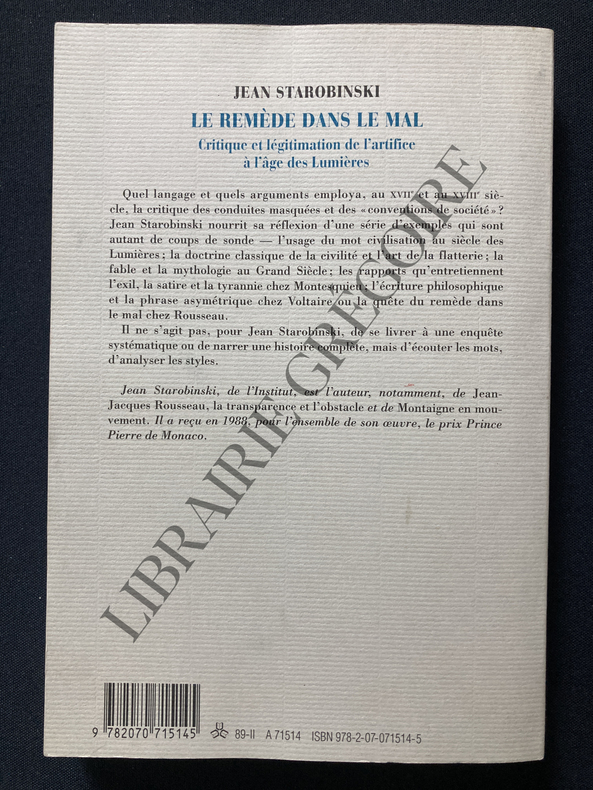 JEAN STAROBINSKI
LE REMÈDE DANS LE MAL
Critique et légitimation de l'artifice
à l'âge des Lumières
Quel langage et quels arguments employa, au XVIIᵉ et au XVIIIᵉ siè-
cle, la critique des conduites masquées et des «conventions de société»?
Jean Starobinski nourrit sa réflexion d'une série d'exemples qui sont
autant de coups de sonde — l'usage du mot civilisation au siècle des
Lumières ; la doctrine classique de la civilité et l'art de la flatterie ; la
fable et la mythologie au Grand Siècle ; les rapports qu'entretiennent
l'exil, la satire et la tyrannie chez Montesquieu ; l'écriture philosophique
et la phrase asymétrique chez Voltaire ou la quête du remède dans
le mal chez Rousseau.
Il ne s'agit pas, pour Jean Starobinski, de se livrer à une enquête
systématique ou de narrer une histoire complète, mais d'écouter les mots,
d'analyser les styles.
Jean Starobinski, de l'Institut, est l'auteur, notamment, de Jean-
Jacques Rousseau, la transparence et l'obstacle et de Montaigne en mou-
vement. Il a reçu en 1988, pour l'ensemble de son œuvre, le prix Prince
Pierre de Monaco.
LIBRAIRIE GRÉGOIRE
9 782070 715145
89-II A 71514 ISBN 978-2-07-071514-5